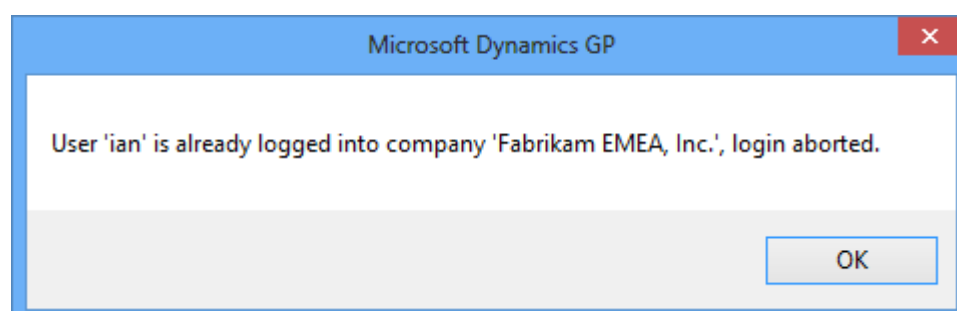 Microsoft Dynamics GP
User 'ian' is already logged into company 'Fabrikam EMEA, Inc.', login aborted.
OK